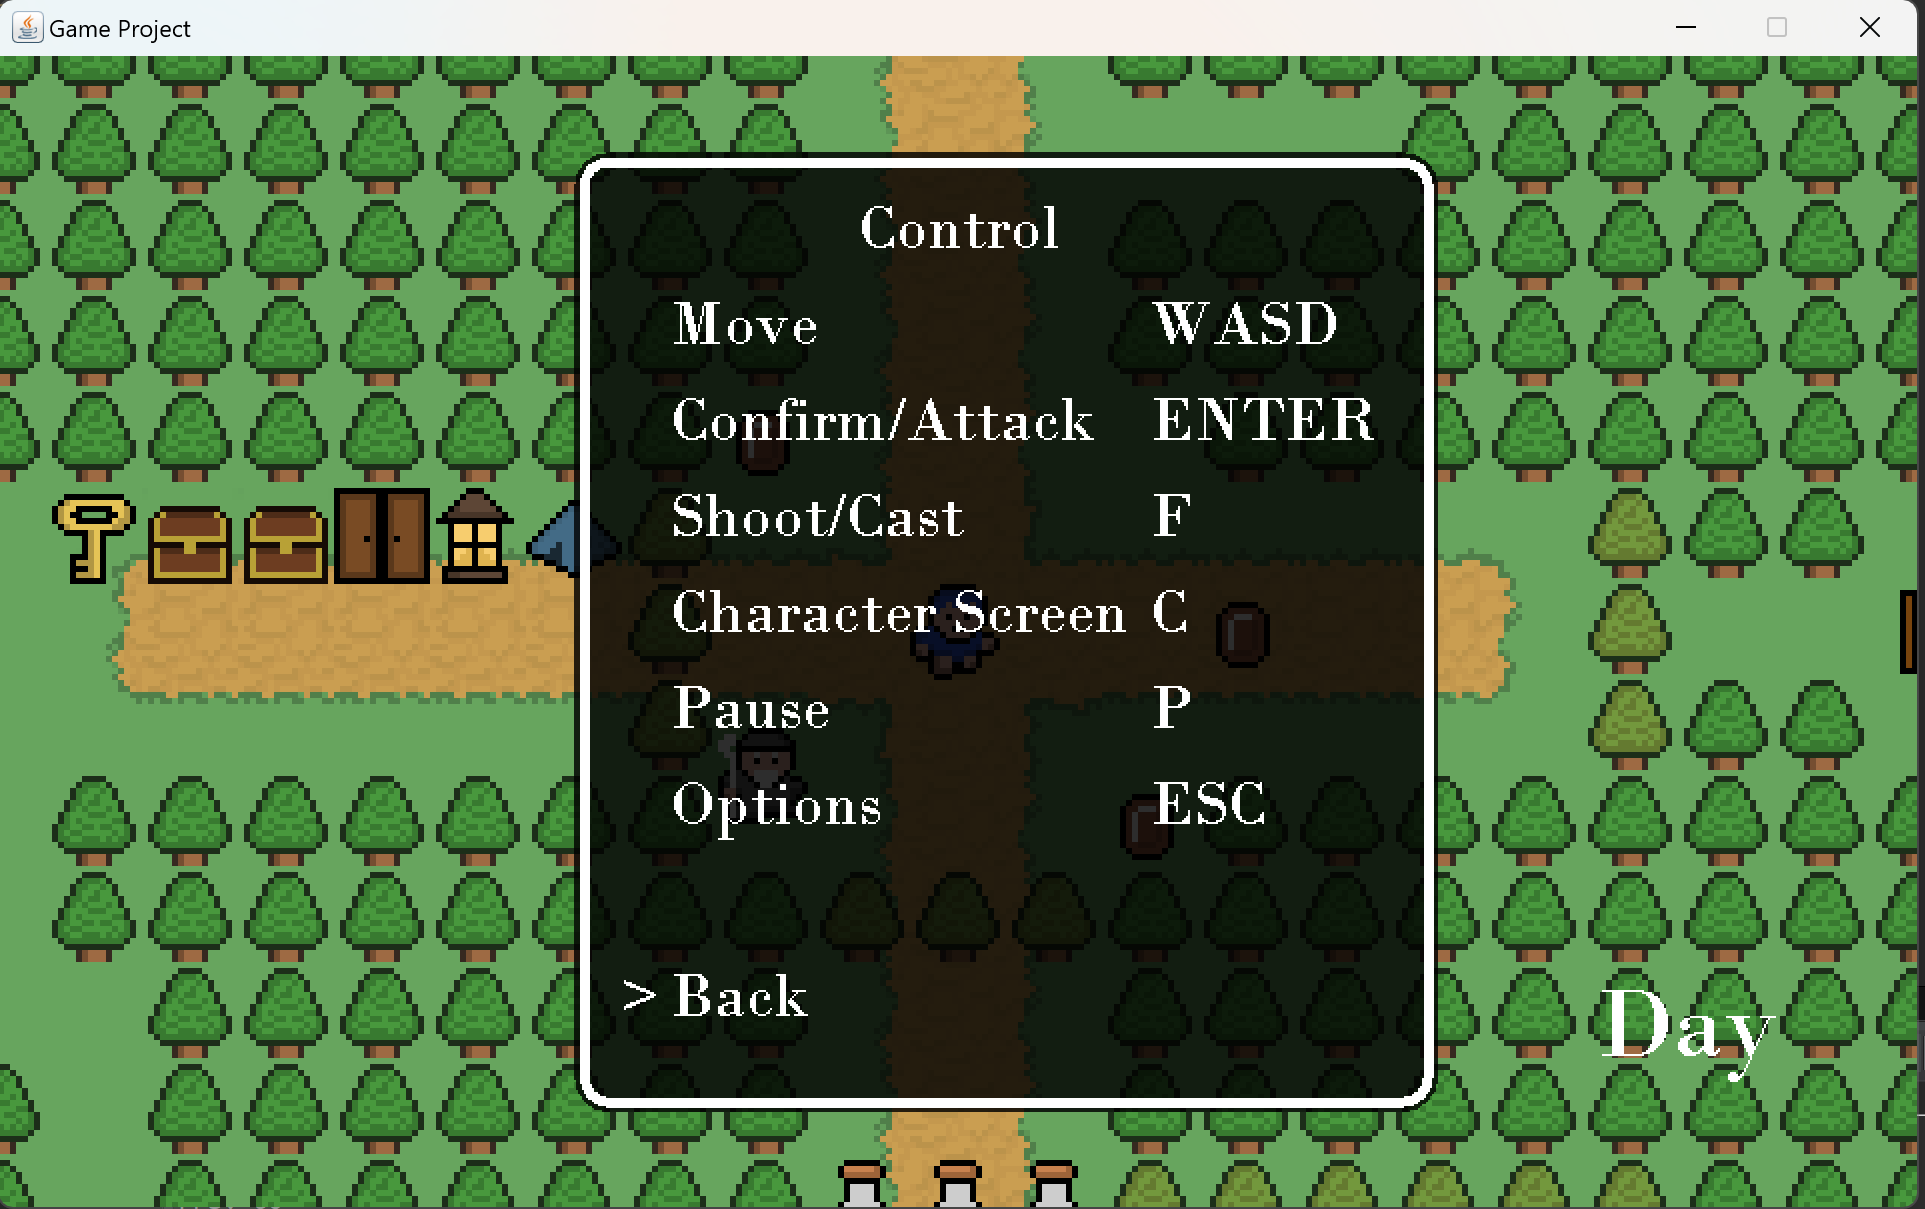 Game Project
Control
Move WASD
Confirm/Attack ENTER
Shoot/Cast F
Character Screen C
Pause P
Options ESC
> Back
Day